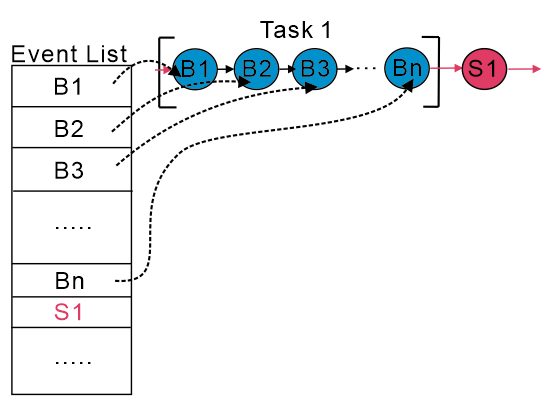 Task 1
Event List
B1
B2
B3
.....
Bn
S1
.....
B1
B2
B3
...
Bn
S1